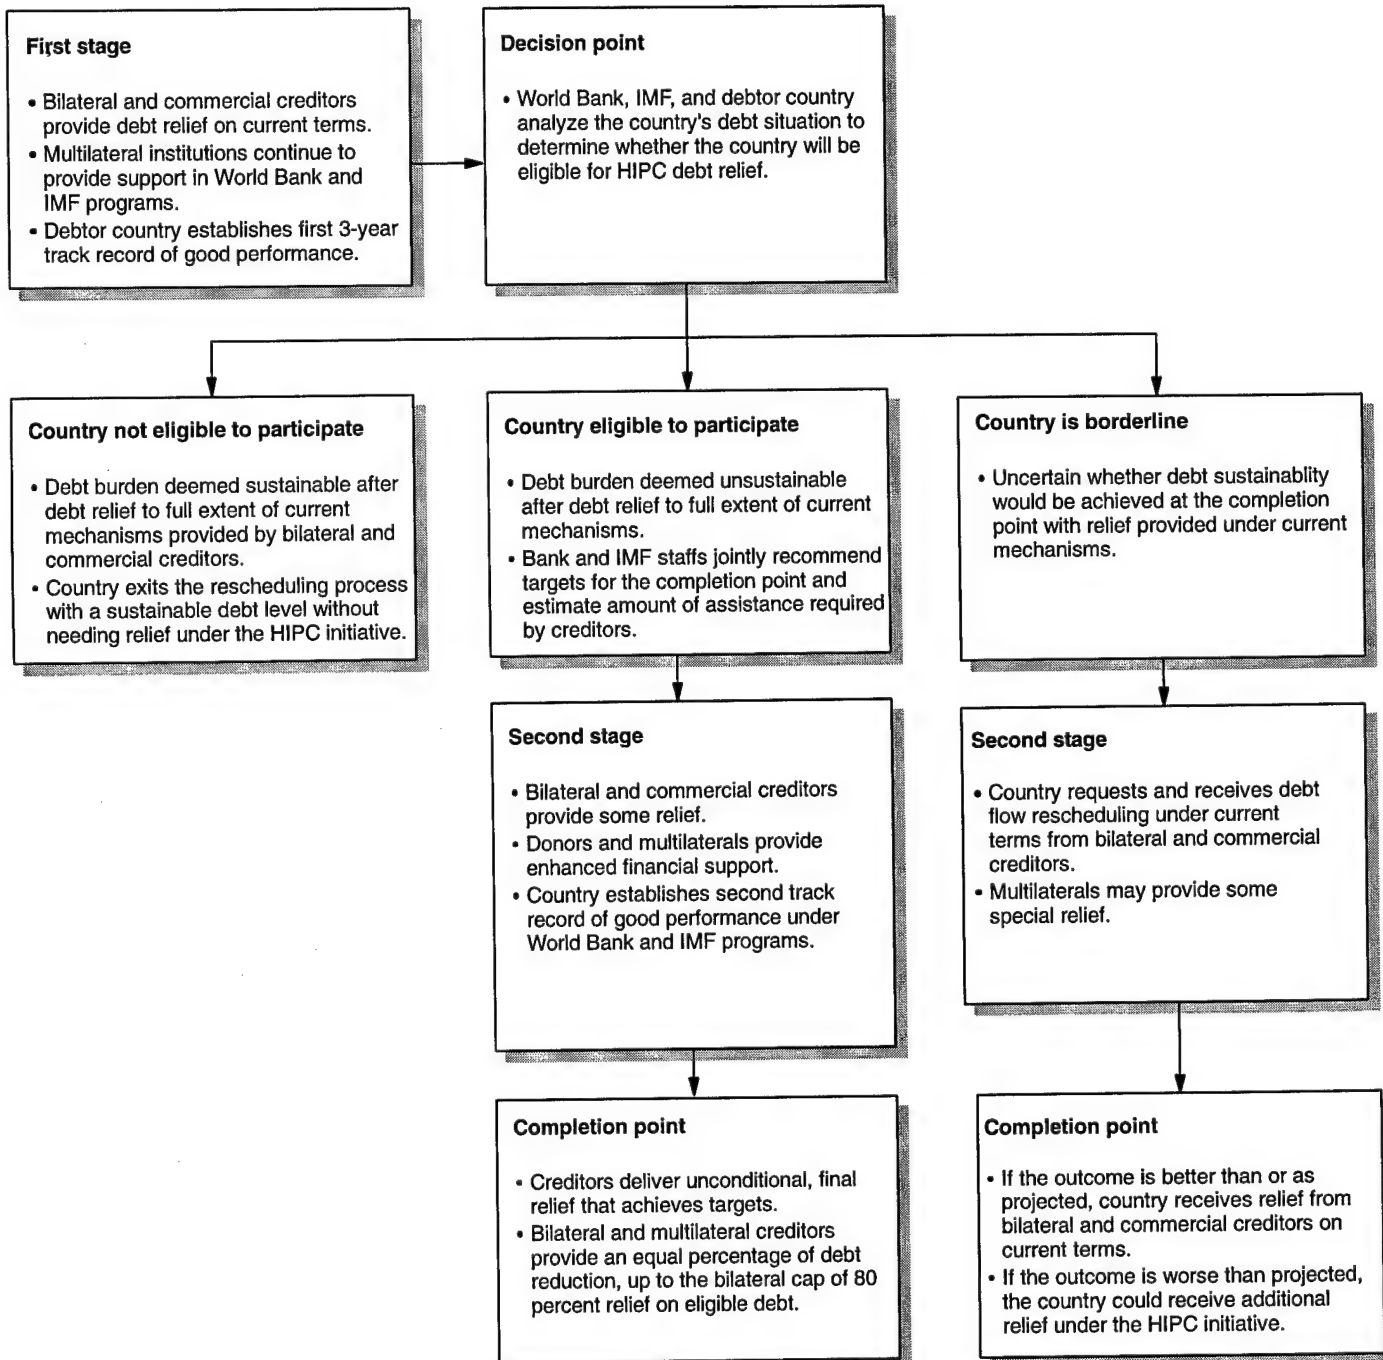 First stage
• Bilateral and commercial creditors
provide debt relief on current terms.
• Multilateral institutions continue to
provide support in World Bank and
IMF programs.
• Debtor country establishes first 3-year
track record of good performance.
Decision point
• World Bank, IMF, and debtor country
analyze the country's debt situation to
determine whether the country will be
eligible for HIPC debt relief.
Country not eligible to participate
• Debt burden deemed sustainable after
debt relief to full extent of current
mechanisms provided by bilateral and
commercial creditors.
• Country exits the rescheduling process
with a sustainable debt level without
needing relief under the HIPC initiative.
Country eligible to participate
• Debt burden deemed unsustainable
after debt relief to full extent of current
mechanisms.
• Bank and IMF staffs jointly recommend
targets for the completion point and
estimate amount of assistance required
by creditors.
Country is borderline
• Uncertain whether debt sustainablity
would be achieved at the completion
point with relief provided under current
mechanisms.
Second stage
• Bilateral and commercial creditors
provide some relief.
• Donors and multilaterals provide
enhanced financial support.
• Country establishes second track
record of good performance under
World Bank and IMF programs.
Second stage
• Country requests and receives debt
flow rescheduling under current
terms from bilateral and commercial
creditors.
• Multilaterals may provide some
special relief.
Completion point
• Creditors deliver unconditional, final
relief that achieves targets.
• Bilateral and multilateral creditors
provide an equal percentage of debt
reduction, up to the bilateral cap of 80
percent relief on eligible debt.
Completion point
• If the outcome is better than or as
projected, country receives relief from
bilateral and commercial creditors on
current terms.
• If the outcome is worse than projected,
the country could receive additional
relief under the HIPC initiative.